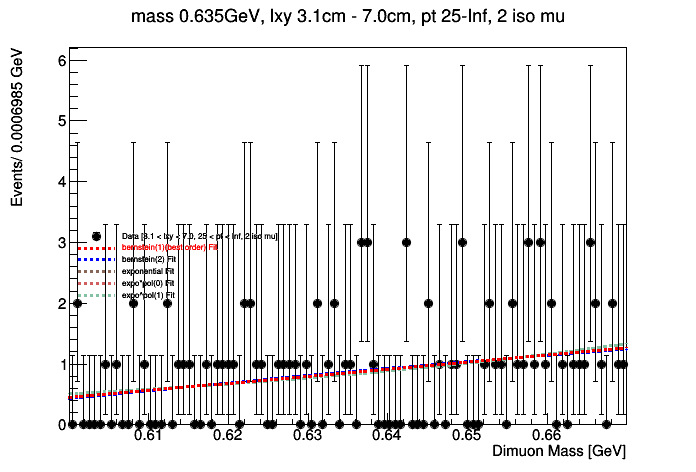 mass 0.635GeV, lxy 3.1cm - 7.0cm, pt 25-Inf, 2 iso mu
Events/ 0.0006985 GeV
6
5
4
3
2
1
0
Data [3.1 < lxy < 7.0, 25 < pt < Inf, 2 iso mu]
bernstein(1)(best order) Fit
bernstein(2) Fit
exponential Fit
expo*pol(0) Fit
expo*pol(1) Fit
0.61 0.62 0.63 0.64 0.65 0.66
Dimuon Mass [GeV]